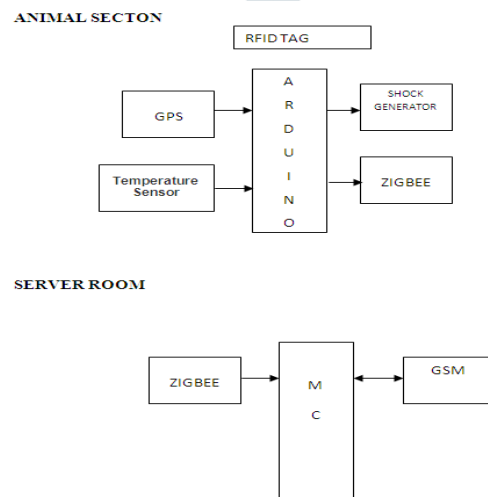 ANIMAL SECTON
RFID TAG
GPS
Temperature
Sensor
A
R
D
U
I
N
O
SHOCK
GENERATOR
ZIGBEE
SERVER ROOM
ZIGBEE
M
C
GSM